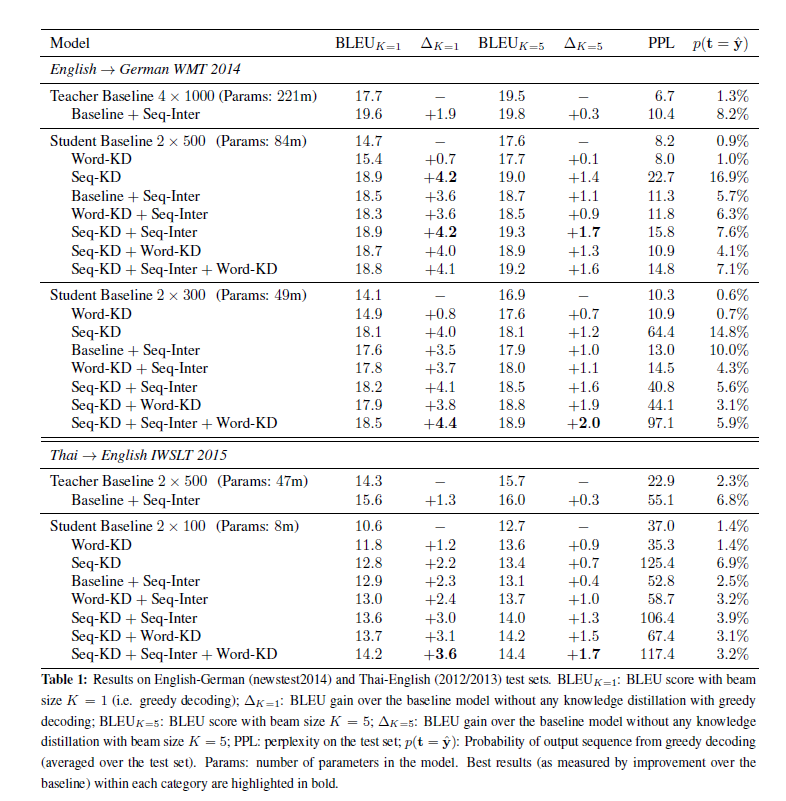 Model BLEU_{K=1} Δ_{K=1} BLEU_{K=5} Δ_{K=5} PPL p(t = ŷ)
English → German WMT 2014
Teacher Baseline 4 × 1000 (Params: 221m) 17.7 − 19.5 − 6.7 1.3%
Baseline + Seq-Inter 19.6 +1.9 19.8 +0.3 10.4 8.2%
Student Baseline 2 × 500 (Params: 84m) 14.7 − 17.6 − 8.2 0.9%
Word-KD 15.4 +0.7 17.7 +0.1 8.0 1.0%
Seq-KD 18.9 +4.2 19.0 +1.4 22.7 16.9%
Baseline + Seq-Inter 18.5 +3.6 18.7 +1.1 11.3 5.7%
Word-KD + Seq-Inter 18.3 +3.6 18.5 +0.9 11.8 6.3%
Seq-KD + Seq-Inter 18.9 +4.2 19.3 +1.7 15.8 7.6%
Seq-KD + Word-KD 18.7 +4.0 18.9 +1.3 10.9 4.1%
Seq-KD + Seq-Inter + Word-KD 18.8 +4.1 19.2 +1.6 14.8 7.1%
Student Baseline 2 × 300 (Params: 49m) 14.1 − 16.9 − 10.3 0.6%
Word-KD 14.9 +0.8 17.6 +0.7 10.9 0.7%
Seq-KD 18.1 +4.0 18.1 +1.2 64.4 14.8%
Baseline + Seq-Inter 17.6 +3.5 17.9 +1.0 13.0 10.0%
Word-KD + Seq-Inter 17.8 +3.7 18.0 +1.1 14.5 4.3%
Seq-KD + Seq-Inter 18.2 +4.1 18.5 +1.6 40.8 5.6%
Seq-KD + Word-KD 17.9 +3.8 18.8 +1.9 44.1 3.1%
Seq-KD + Seq-Inter + Word-KD 18.5 +4.4 18.9 +2.0 97.1 5.9%
Thai → English IWSLT 2015
Teacher Baseline 2 × 500 (Params: 47m) 14.3 − 15.7 − 22.9 2.3%
Baseline + Seq-Inter 15.6 +1.3 16.0 +0.3 55.1 6.8%
Student Baseline 2 × 100 (Params: 8m) 10.6 − 12.7 − 37.0 1.4%
Word-KD 11.8 +1.2 13.6 +0.9 35.3 1.4%
Seq-KD 12.8 +2.2 13.4 +0.7 125.4 6.9%
Baseline + Seq-Inter 12.9 +2.3 13.1 +0.4 52.8 2.5%
Word-KD + Seq-Inter 13.0 +2.4 13.7 +1.0 58.7 3.2%
Seq-KD + Seq-Inter 13.6 +3.0 14.0 +1.3 106.4 3.9%
Seq-KD + Word-KD 13.7 +3.1 14.2 +1.5 67.4 3.1%
Seq-KD + Seq-Inter + Word-KD 14.2 +3.6 14.4 +1.7 117.4 3.2%
Table 1: Results on English-German (newstest2014) and Thai-English (2012/2013) test sets. BLEU_{K=1}: BLEU score with beam
size K = 1 (i.e. greedy decoding); Δ_{K=1}: BLEU gain over the baseline model without any knowledge distillation with greedy
decoding; BLEU_{K=5}: BLEU score with beam size K = 5; Δ_{K=5}: BLEU gain over the baseline model without any knowledge
distillation with beam size K = 5; PPL: perplexity on the test set; p(t = ŷ): Probability of output sequence from greedy decoding
(averaged over the test set). Params: number of parameters in the model. Best results (as measured by improvement over the
baseline) within each category are highlighted in bold.